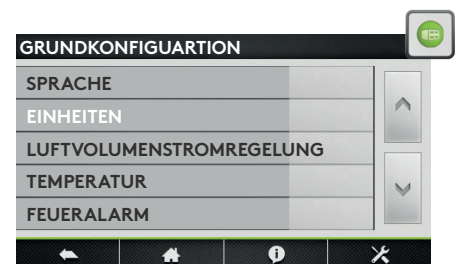 GRUNDKONFIGUARTION
SPRACHE
EINHEITEN
LUFTVOLUMENSTROMREGELUNG
TEMPERATUR
FEUERALARM